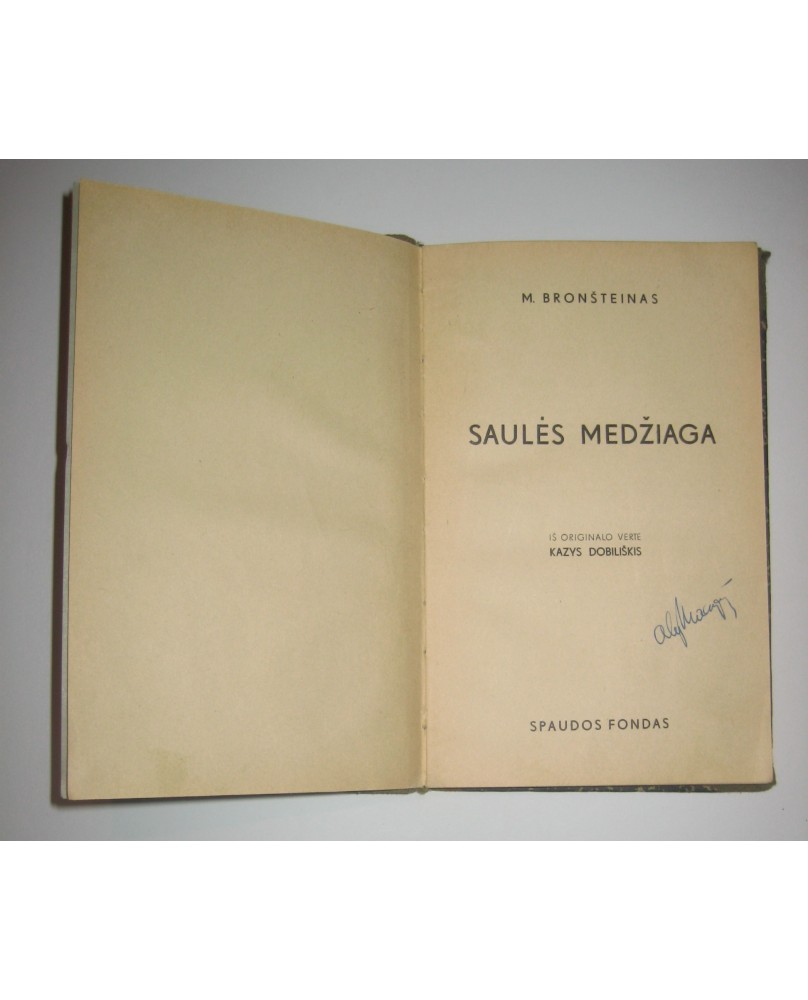 M. BRONŠTEINAS
SAULĖS MEDŽIAGA
IŠ ORIGINALO VERTĖ
KAZYS DOBILIŠKIS
SPAUDOS FONDAS